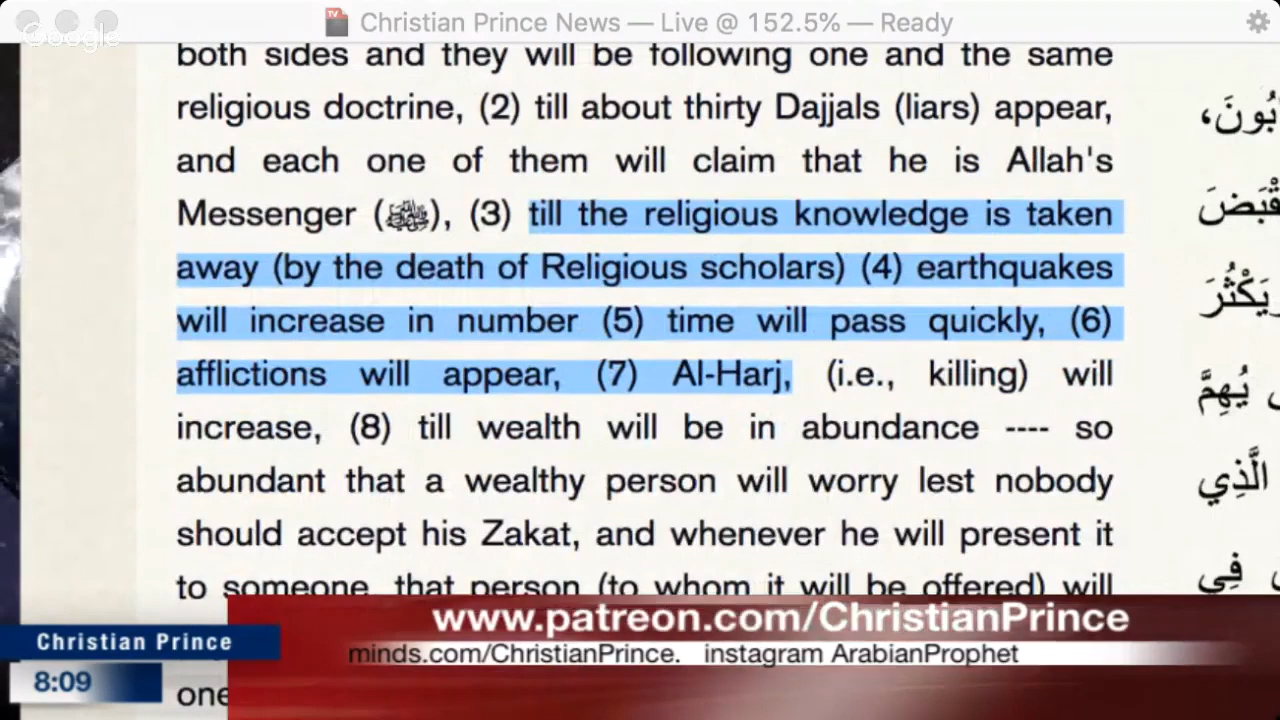 Christian Prince News — Live @ 152.5% — Ready
Google
both sides and they will be following one and the same
religious doctrine, (2) till about thirty Dajjals (liars) appear,
and each one of them will claim that he is Allah's
Messenger (ﷺ), (3) till the religious knowledge is taken
away (by the death of Religious scholars) (4) earthquakes
will increase in number (5) time will pass quickly, (6)
afflictions will appear, (7) Al-Harj, (i.e., killing) will
increase, (8) till wealth will be in abundance ---- so
abundant that a wealthy person will worry lest nobody
should accept his Zakat, and whenever he will present it
to someone, that person (to whom it will be offered) will
one
الَّذِي
فِي
www.patreon.com/ChristianPrince
minds.com/ChristianPrince. instagram ArabianProphet
Christian Prince
8:09